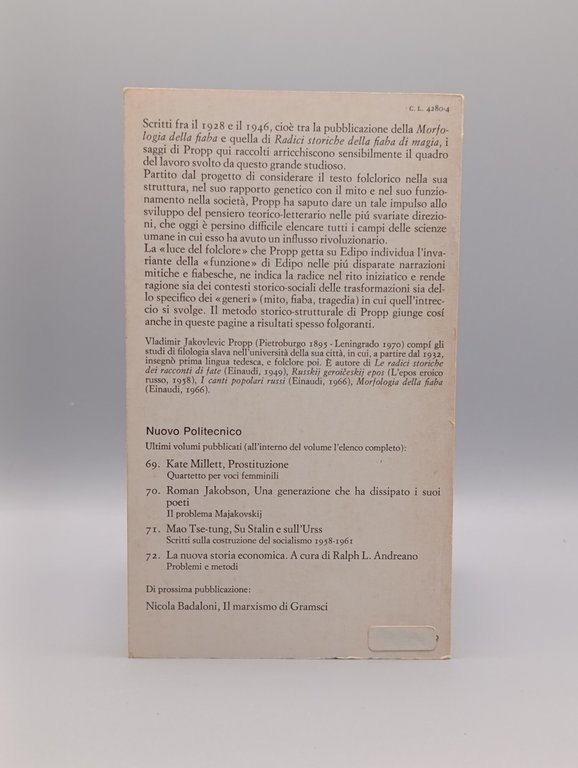 C. L. 4280-4
Scritti fra il 1928 e il 1946, cioè tra la pubblicazione della Morfo-
logia della fiaba e quella di Radici storiche della fiaba di magia, i
saggi di Propp qui raccolti arricchiscono sensibilmente il quadro
del lavoro svolto da questo grande studioso.
Partito dal progetto di considerare il testo folclorico nella sua
struttura, nel suo rapporto genetico con il mito e nel suo funzio-
namento nella società, Propp ha saputo dare un tale impulso allo
sviluppo del pensiero teorico-letterario nelle piú svariate direzio-
ni, che oggi è persino difficile elencare tutti i campi delle scienze
umane in cui esso ha avuto un influsso rivoluzionario.
La «luce del folclore» che Propp getta su Edipo individua l'inva-
riante della «funzione» di Edipo nelle piú disparate narrazioni
mitiche e fiabesche, ne indica la radice nel rito iniziatico e rende
ragione sia dei contesti storico-sociali delle trasformazioni sia del-
lo specifico dei «generi» (mito, fiaba, tragedia) in cui quell'intrec-
cio si svolge. Il metodo storico-strutturale di Propp giunge cosí
anche in queste pagine a risultati spesso folgoranti.
Vladimir Jakovlevic Propp (Pietroburgo 1895 - Leningrado 1970) compí gli
studi di filologia slava nell'università della sua città, in cui, a partire dal 1932,
insegnò prima lingua tedesca, e folclore poi. È autore di Le radici storiche
dei racconti di fate (Einaudi, 1949), Russkij geroičeskij epos (L'epos eroico
russo, 1958), I canti popolari russi (Einaudi, 1966), Morfologia della fiaba
(Einaudi, 1966).
Nuovo Politecnico
Ultimi volumi pubblicati (all'interno del volume l'elenco completo):
69. Kate Millett, Prostituzione
Quartetto per voci femminili
70. Roman Jakobson, Una generazione che ha dissipato i suoi
poeti
Il problema Majakovskij
71. Mao Tse-tung, Su Stalin e sull'Urss
Scritti sulla costruzione del socialismo 1958-1961
72. La nuova storia economica. A cura di Ralph L. Andreano
Problemi e metodi
Di prossima pubblicazione:
Nicola Badaloni, Il marxismo di Gramsci